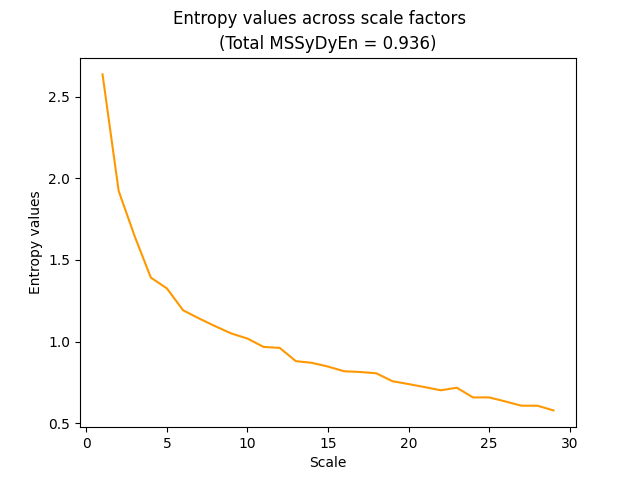 Entropy values across scale factors
(Total MSSyDyEn = 0.936)
Entropy values
2.5
2.0
1.5
1.0
0.5
0 5 10 15 20 25 30
Scale